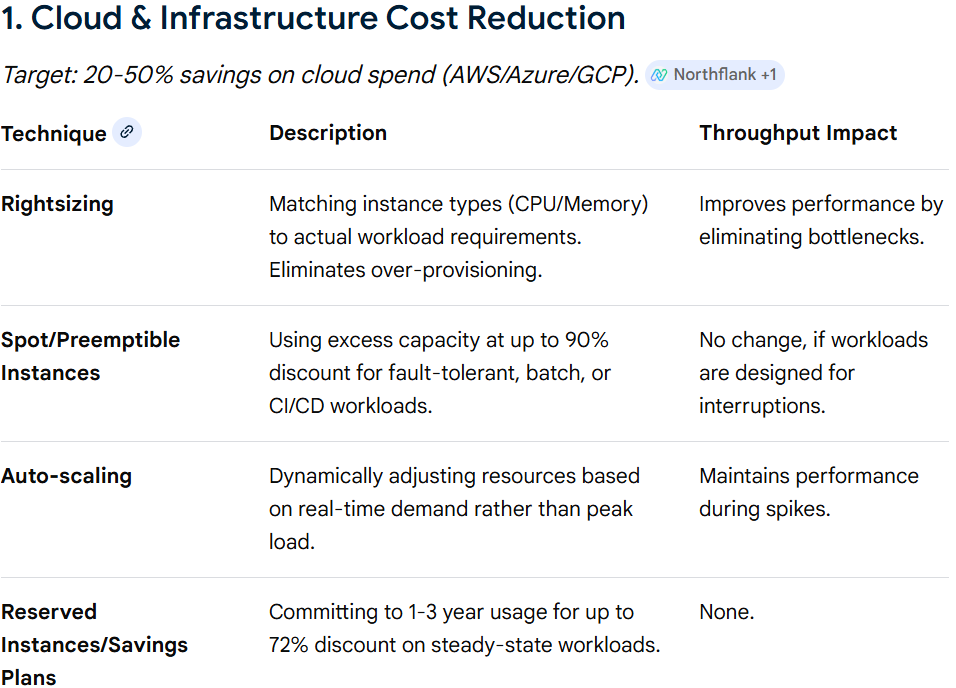 1. Cloud & Infrastructure Cost Reduction
Target: 20-50% savings on cloud spend (AWS/Azure/GCP). Northflank +1
Technique Description Throughput Impact
Rightsizing
Matching instance types (CPU/Memory)
to actual workload requirements.
Eliminates over-provisioning.
Improves performance by
eliminating bottlenecks.
Spot/Preemptible
Instances
Using excess capacity at up to 90%
discount for fault-tolerant, batch, or
CI/CD workloads.
No change, if workloads
are designed for
interruptions.
Auto-scaling
Dynamically adjusting resources based
on real-time demand rather than peak
load.
Maintains performance
during spikes.
Reserved
Instances/Savings
Plans
Committing to 1-3 year usage for up to
72% discount on steady-state workloads.
None.